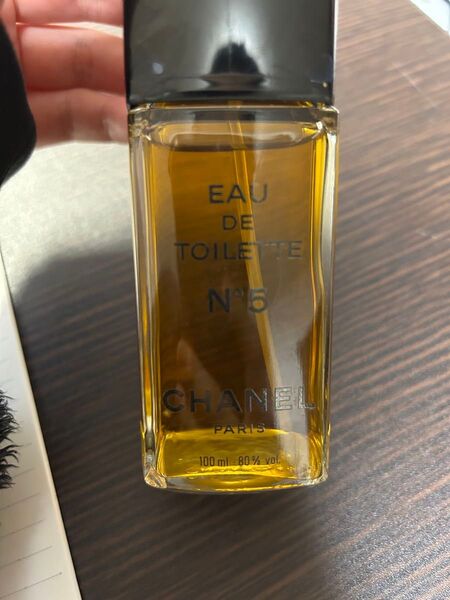 EAU
DE
TOILETTE
N°5
CHANEL
PARIS
100 ml 80% vol